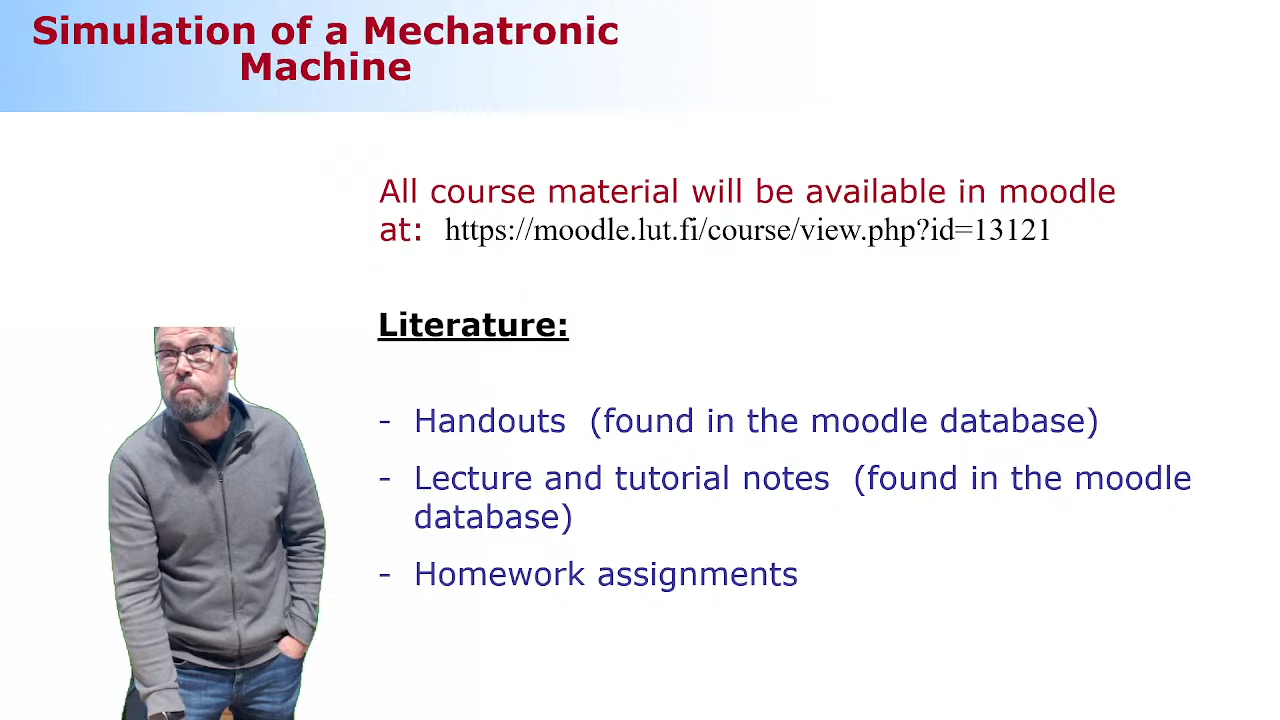 Simulation of a Mechatronic
Machine
All course material will be available in moodle
at: https://moodle.lut.fi/course/view.php?id=13121
Literature:
- Handouts (found in the moodle database)
- Lecture and tutorial notes (found in the moodle
database)
- Homework assignments